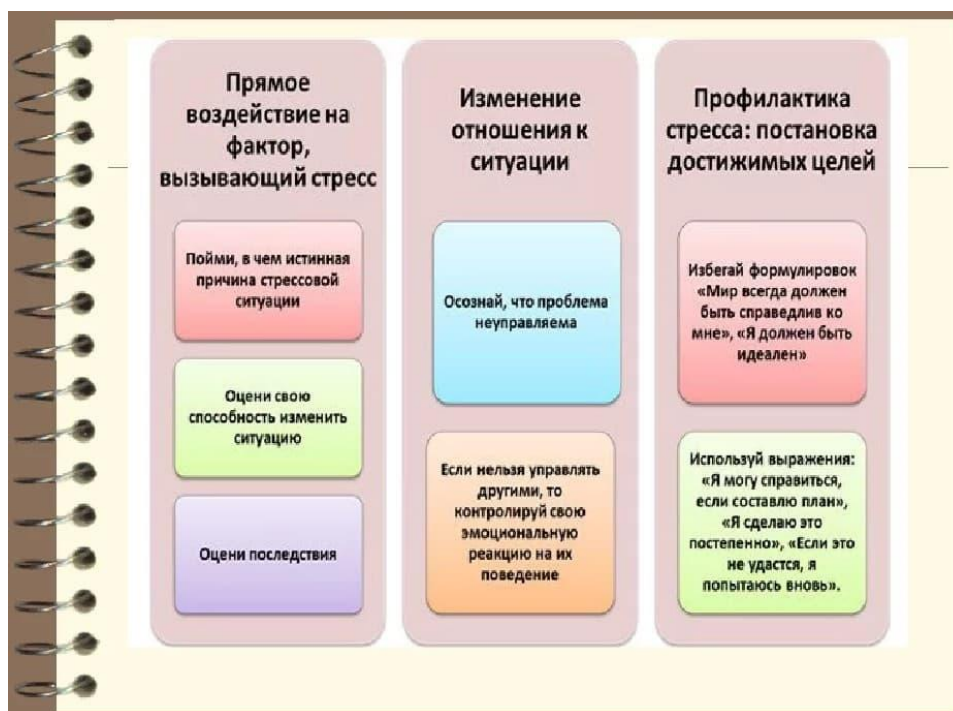 Прямое
воздействие на
фактор,
вызывающий стресс
Пойми, в чем истинная
причина стрессовой
ситуации
Оцени свою
способность изменить
ситуацию
Оцени последствия
Изменение
отношения к
ситуации
Осознай, что проблема
неуправляема
Если нельзя управлять
другими, то
контролируй свою
эмоциональную
реакцию на их
поведение
Профилактика
стресса: постановка
достижимых целей
Избегай формулировок
«Мир всегда должен
быть справедлив ко
мне», «Я должен быть
идеален»
Используй выражения:
«Я могу справиться,
если составлю план»,
«Я сделаю это
постепенно», «Если это
не удастся, я
попытаюсь вновь».